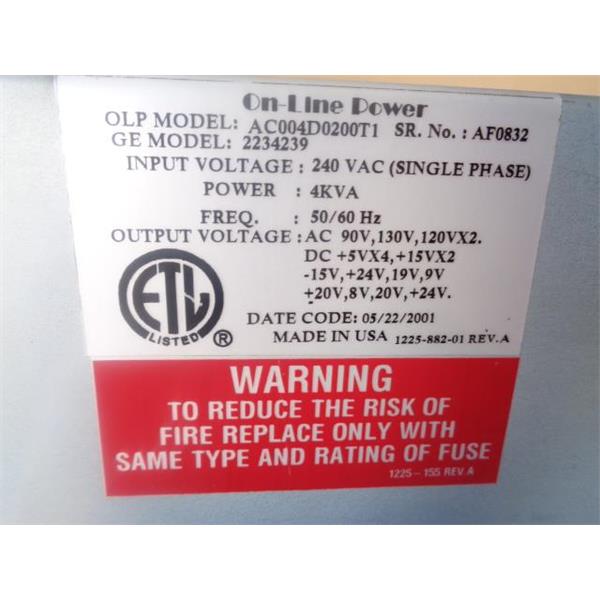 On-Line Power
OLP MODEL: AC004D0200T1 SR. No. : AF0832
GE MODEL: 2234239
INPUT VOLTAGE : 240 VAC (SINGLE PHASE)
POWER : 4KVA
FREQ. : 50/60 Hz
OUTPUT VOLTAGE : AC 90V,130V,120VX2.
DC +5VX4,+15VX2
-15V,+24V,19V,9V
+20V,8V,20V,+24V.
ETL
LISTED ®
DATE CODE: 05/22/2001
MADE IN USA 1225-882-01 REV.A
WARNING
TO REDUCE THE RISK OF
FIRE REPLACE ONLY WITH
SAME TYPE AND RATING OF FUSE
1225-155 REV A